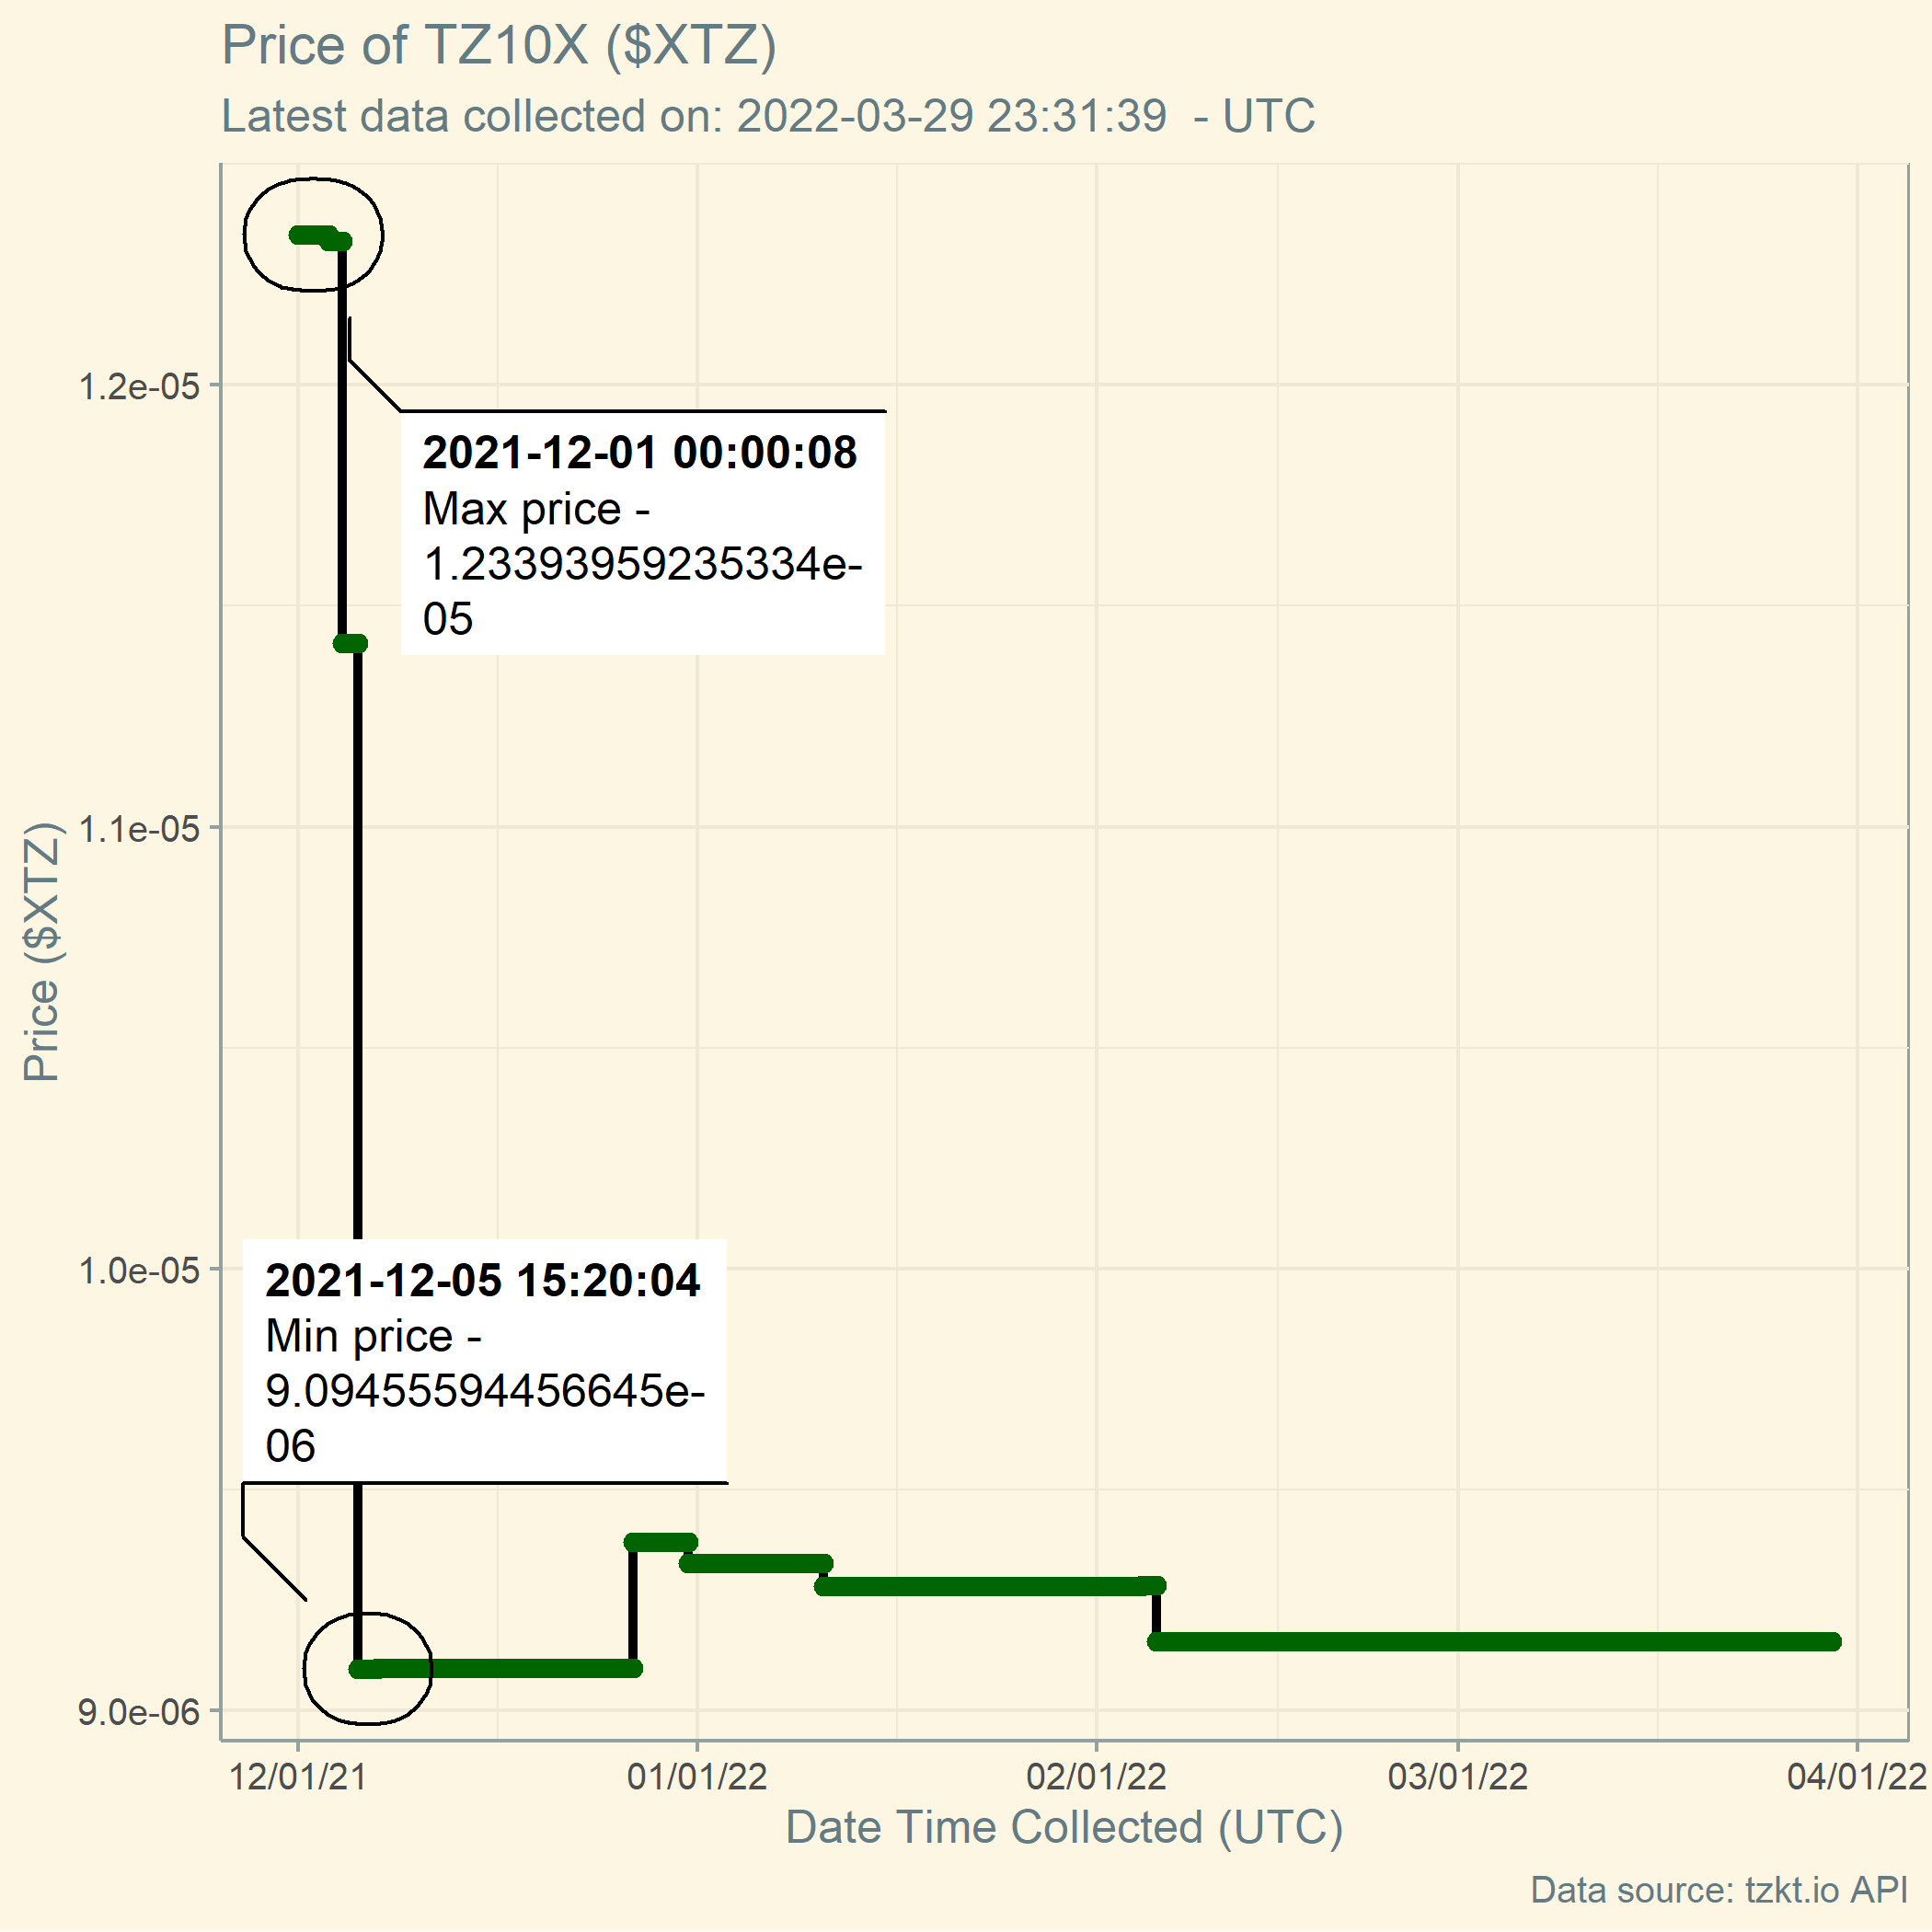 Price of TZ10X ($XTZ)
Latest data collected on: 2022-03-29 23:31:39  - UTC
1.2e-05
2021-12-01 00:00:08
Max price -
1.23393959235334e-
05
Price ($XTZ)
1.1e-05
1.0e-05
2021-12-05 15:20:04
Min price -
9.09455594456645e-
06
9.0e-06
12/01/21 01/01/22 02/01/22 03/01/22 04/01/22
Date Time Collected (UTC)
Data source: tzkt.io API